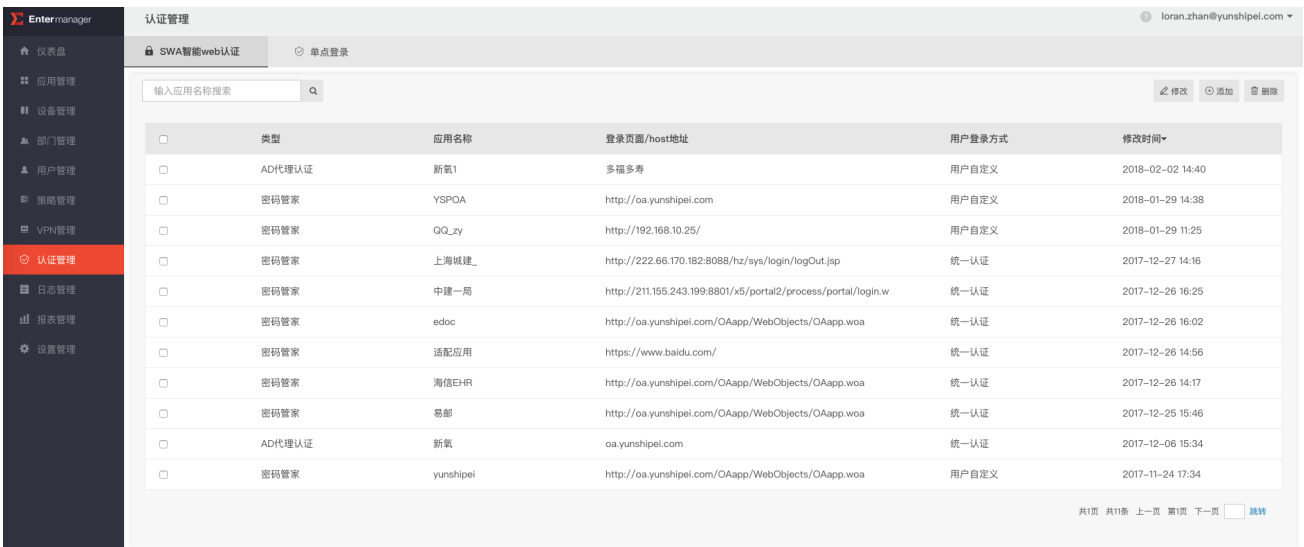 Entermanager
认证管理
loran.zhan@yunshipei.com
仪表盘
应用管理
设备管理
部门管理
用户管理
策略管理
VPN管理
认证管理
日志管理
报表管理
设置管理
SWA智能web认证 单点登录
输入应用名称搜索 修改 添加 删除
类型 应用名称 登录页面/host地址 用户登录方式 修改时间
AD代理认证 新氧1 多福多寿 用户自定义 2018-02-02 14:40
密码管家 YSPOA http://oa.yunshipei.com 用户自定义 2018-01-29 14:38
密码管家 QQ_zy http://192.168.10.25/ 用户自定义 2018-01-29 11:25
密码管家 上海城建_ http://222.66.170.182:8088/hz/sys/login/logOut.jsp 统一认证 2017-12-27 14:16
密码管家 中建一局 http://211.155.243.199:8801/x5/portal2/process/portal/login.w 统一认证 2017-12-26 16:25
密码管家 edoc http://oa.yunshipei.com/OAapp/WebObjects/OAapp.woa 统一认证 2017-12-26 16:02
密码管家 适配应用 https://www.baidu.com/ 统一认证 2017-12-26 14:56
密码管家 海信EHR http://oa.yunshipei.com/OAapp/WebObjects/OAapp.woa 统一认证 2017-12-26 14:17
密码管家 易邮 http://oa.yunshipei.com/OAapp/WebObjects/OAapp.woa 统一认证 2017-12-25 15:46
AD代理认证 新氧 oa.yunshipei.com 统一认证 2017-12-06 15:34
密码管家 yunshipei http://oa.yunshipei.com/OAapp/WebObjects/OAapp.woa 用户自定义 2017-11-24 17:34
共1页 共11条 上一页 第1页 下一页 跳转